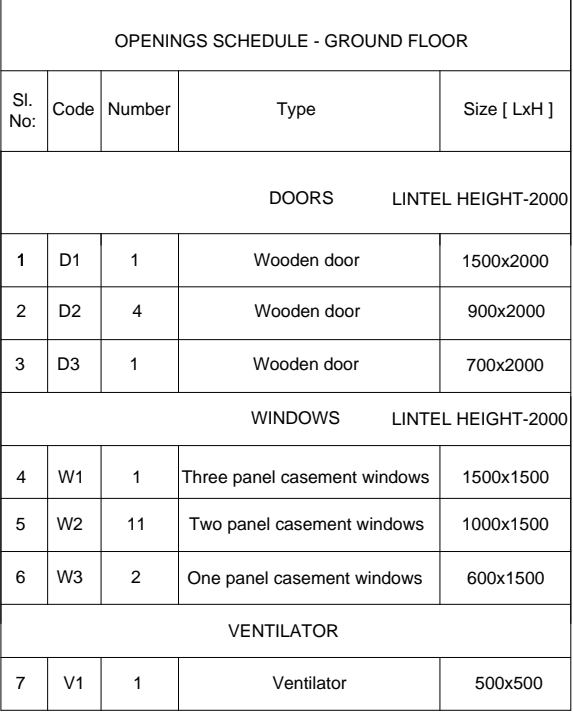 OPENINGS SCHEDULE - GROUND FLOOR
Sl. No: Code Number Type Size [ LxH ]
DOORS LINTEL HEIGHT-2000
1 D1 1 Wooden door 1500x2000
2 D2 4 Wooden door 900x2000
3 D3 1 Wooden door 700x2000
WINDOWS LINTEL HEIGHT-2000
4 W1 1 Three panel casement windows 1500x1500
5 W2 11 Two panel casement windows 1000x1500
6 W3 2 One panel casement windows 600x1500
VENTILATOR
7 V1 1 Ventilator 500x500